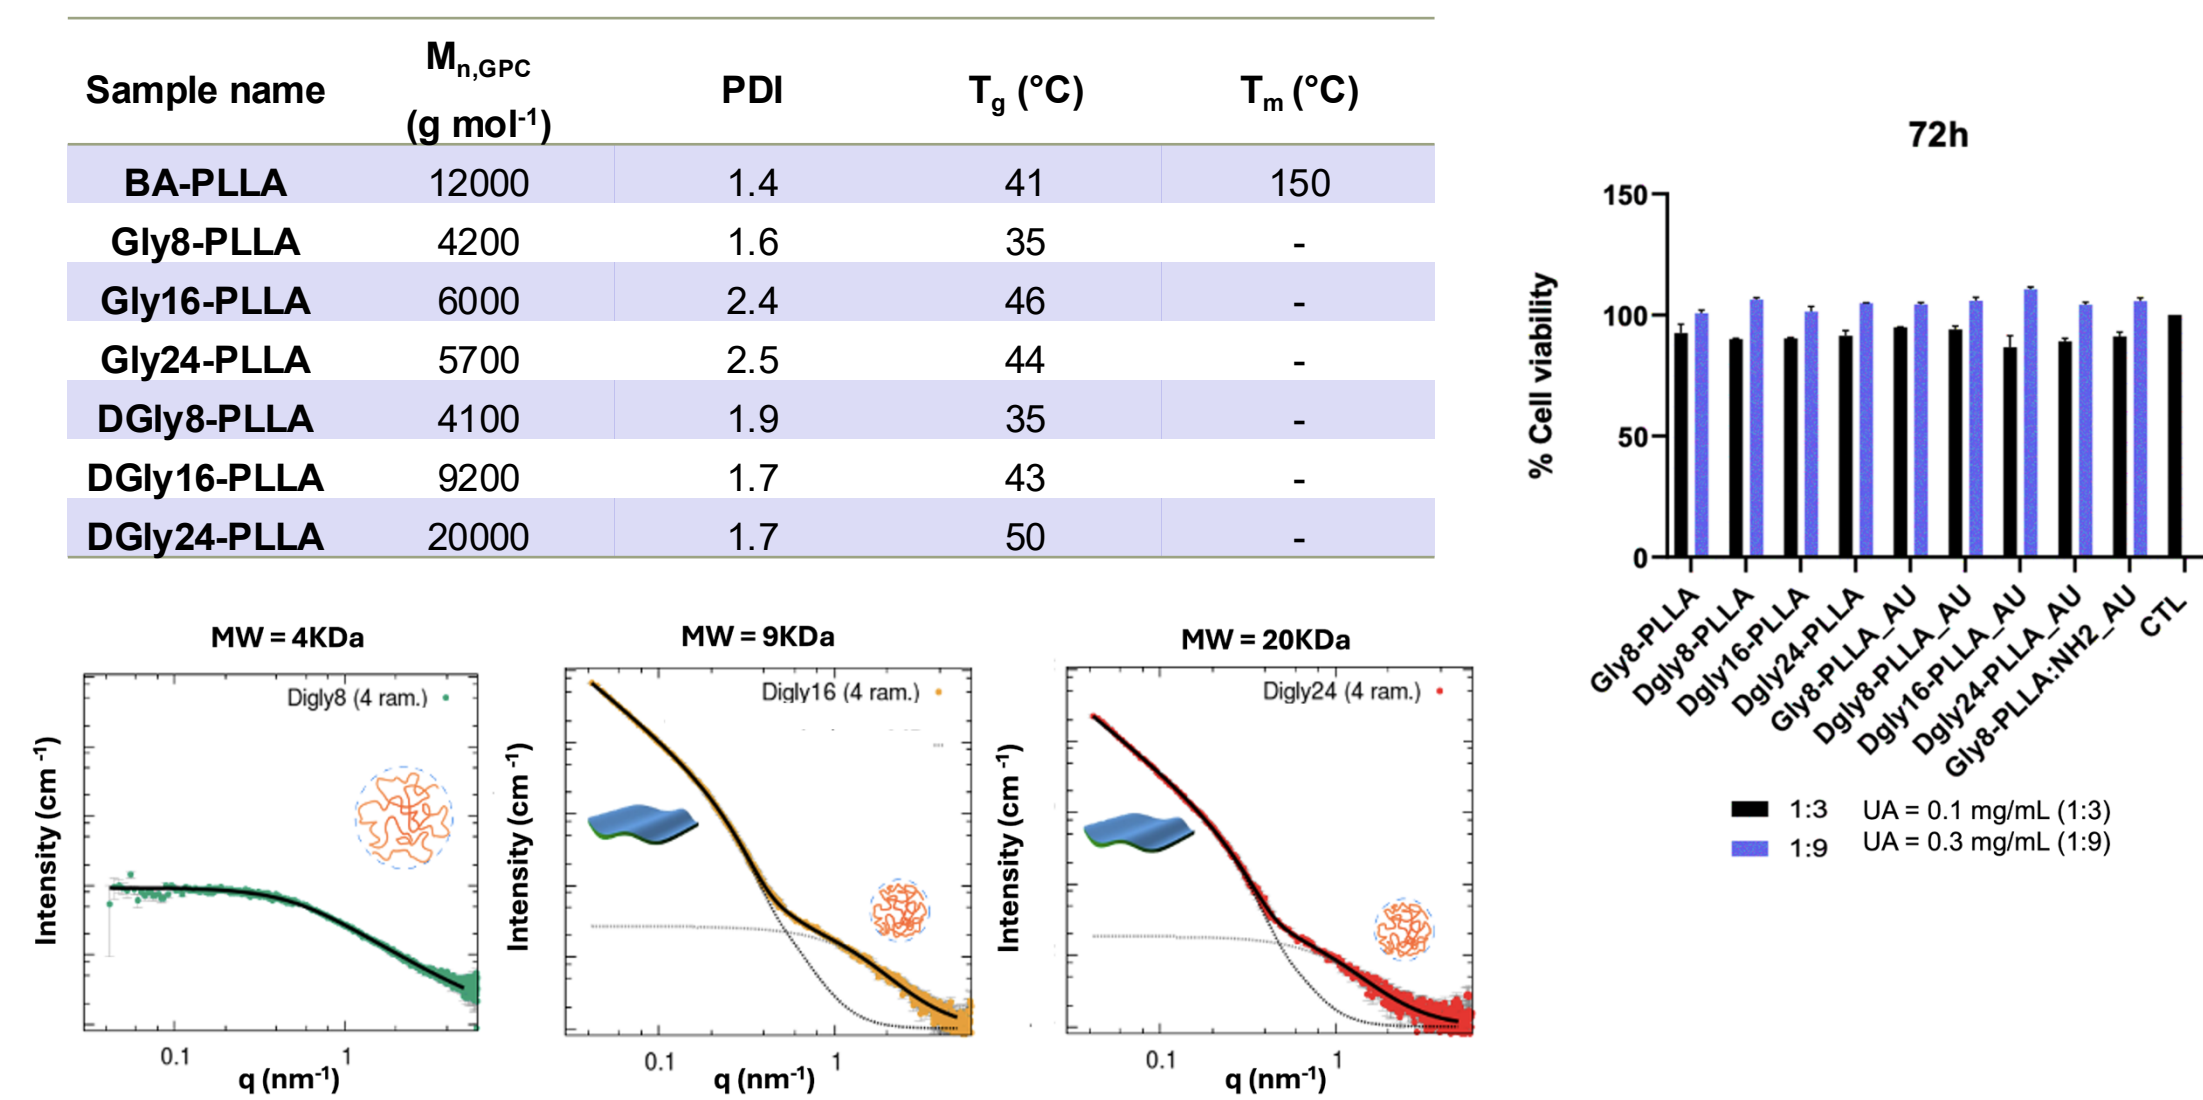 Sample name M_n,GPC (g mol⁻¹) PDI T_g (°C) T_m (°C)
BA-PLLA 12000 1.4 41 150
Gly8-PLLA 4200 1.6 35 -
Gly16-PLLA 6000 2.4 46 -
Gly24-PLLA 5700 2.5 44 -
DGly8-PLLA 4100 1.9 35 -
DGly16-PLLA 9200 1.7 43 -
DGly24-PLLA 20000 1.7 50 -
72h
% Cell viability
150
100
50
0
Gly8-PLLA
Dgly8-PLLA
Dgly16-PLLA
Dgly24-PLLA
Gly8-PLLA_AU
Dgly8-PLLA_AU
Dgly16-PLLA_AU
Dgly24-PLLA_AU
Gly8-PLLA:NH2_AU
CTL
1:3 UA = 0.1 mg/mL (1:3)
1:9 UA = 0.3 mg/mL (1:9)
MW = 4KDa
Digly8 (4 ram.)
Intensity (cm⁻¹)
0.1 1
q (nm⁻¹)
MW = 9KDa
Digly16 (4 ram.)
Intensity (cm⁻¹)
0.1 1
q (nm⁻¹)
MW = 20KDa
Digly24 (4 ram.)
Intensity (cm⁻¹)
0.1 1
q (nm⁻¹)